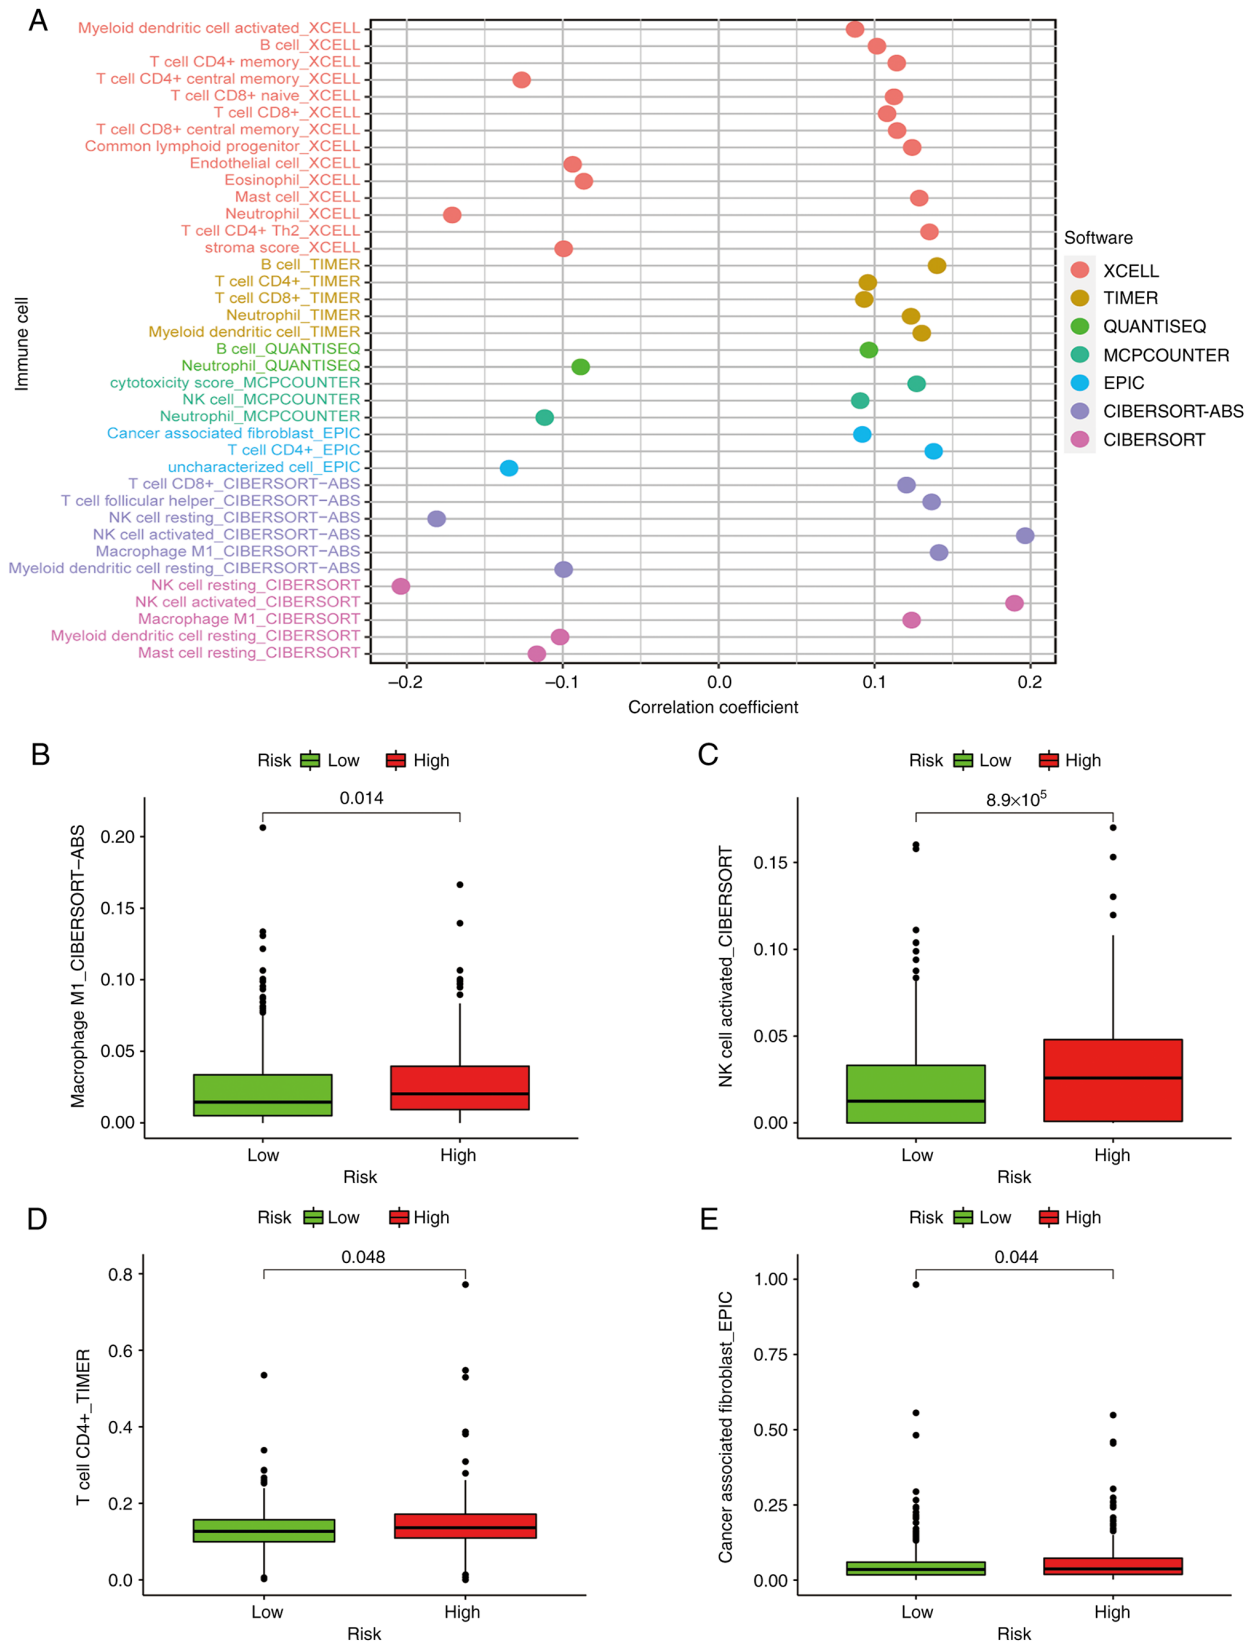 A
Myeloid dendritic cell activated_XCELL
B cell_XCELL
T cell CD4+ memory_XCELL
T cell CD4+ central memory_XCELL
T cell CD8+ naive_XCELL
T cell CD8+_XCELL
T cell CD8+ central memory_XCELL
Common lymphoid progenitor_XCELL
Endothelial cell_XCELL
Eosinophil_XCELL
Mast cell_XCELL
Neutrophil_XCELL
T cell CD4+ Th2_XCELL
stroma score_XCELL
B cell_TIMER
T cell CD4+_TIMER
T cell CD8+_TIMER
Neutrophil_TIMER
Myeloid dendritic cell_TIMER
B cell_QUANTISEQ
Neutrophil_QUANTISEQ
cytotoxicity score_MCPCOUNTER
NK cell_MCPCOUNTER
Neutrophil_MCPCOUNTER
Cancer associated fibroblast_EPIC
T cell CD4+_EPIC
uncharacterized cell_EPIC
T cell CD8+_CIBERSORT−ABS
T cell follicular helper_CIBERSORT−ABS
NK cell resting_CIBERSORT−ABS
NK cell activated_CIBERSORT−ABS
Macrophage M1_CIBERSORT−ABS
Myeloid dendritic cell resting_CIBERSORT−ABS
NK cell resting_CIBERSORT
NK cell activated_CIBERSORT
Macrophage M1_CIBERSORT
Myeloid dendritic cell resting_CIBERSORT
Mast cell resting_CIBERSORT
Immune cell
−0.2 −0.1 0.0 0.1 0.2
Correlation coefficient
Software
XCELL
TIMER
QUANTISEQ
MCPCOUNTER
EPIC
CIBERSORT-ABS
CIBERSORT
B
Risk Low High
0.014
Macrophage M1_CIBERSORT−ABS
0.20
0.15
0.10
0.05
0.00
Low High
Risk
C
Risk Low High
8.9×10⁵
NK cell activated_CIBERSORT
0.15
0.10
0.05
0.00
Low High
Risk
D
Risk Low High
0.048
T cell CD4+_TIMER
0.8
0.6
0.4
0.2
0.0
Low High
Risk
E
Risk Low High
0.044
Cancer associated fibroblast_EPIC
1.00
0.75
0.50
0.25
0.00
Low High
Risk